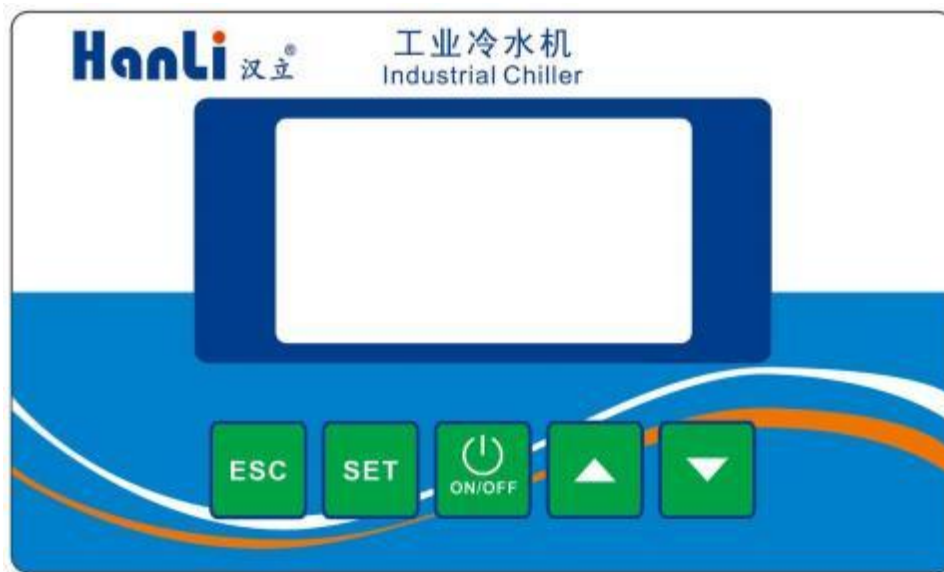 HanLi 汉立®
工业冷水机
Industrial Chiller
ESC
SET
ON/OFF